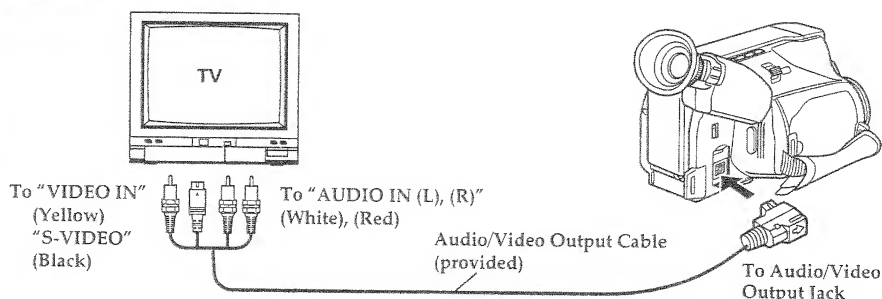 TV
To "VIDEO IN"
(Yellow)
"S-VIDEO"
(Black)
To "AUDIO IN (L), (R)"
(White), (Red)
Audio/Video Output Cable
(provided)
To Audio/Video
Output Jack